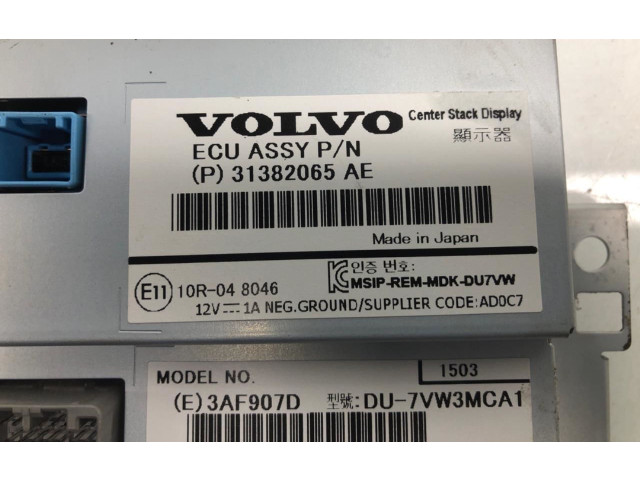 VOLVO Center Stack Display
ECU ASSY P/N 顯示器
(P) 31382065 AE
Made in Japan
E11 10R-04 8046 인증 번호:
MSIP-REM-MDK-DU7VW
12V⎓1A NEG.GROUND/SUPPLIER CODE:AD0C7
MODEL NO. 1503
(E) 3AF907D 型號: DU-7VW3MCA1